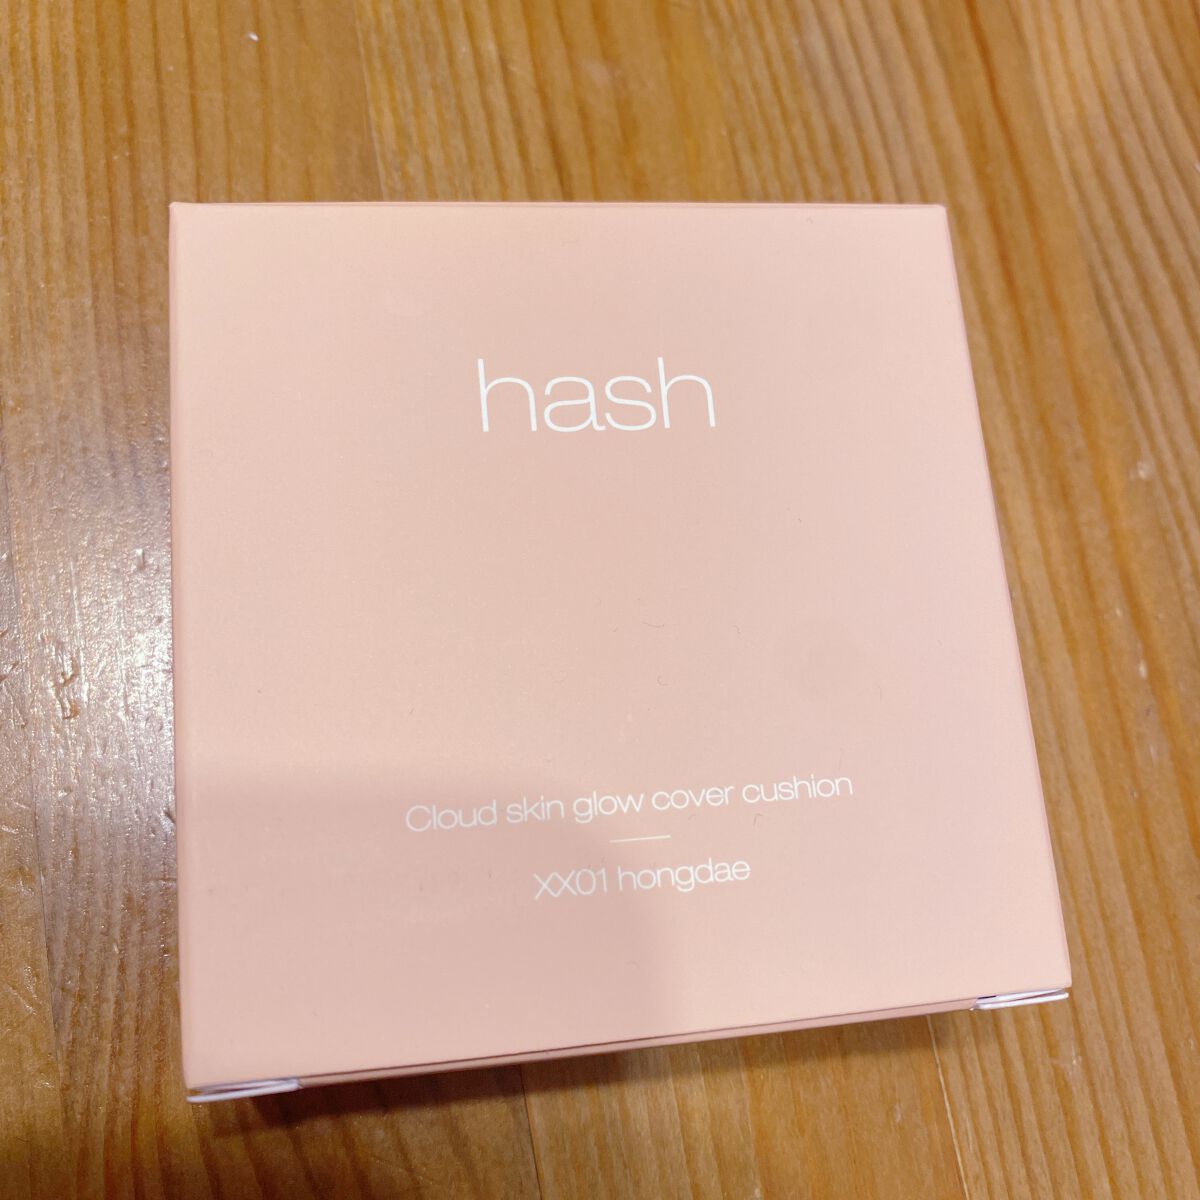 hash
Cloud skin glow cover cushion
XX01 hongdae